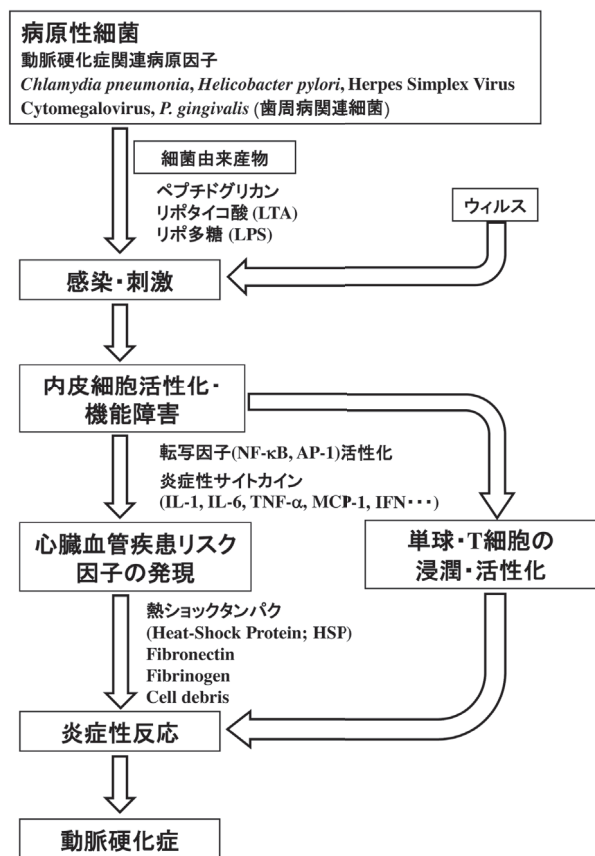 病原性細菌
動脈硬化症関連病原因子
Chlamydia pneumonia, Helicobacter pylori, Herpes Simplex Virus
Cytomegalovirus, P. gingivalis (歯周病関連細菌)
細菌由来産物
ペプチドグリカン
リポタイコ酸 (LTA)
リポ多糖 (LPS)
ウィルス
感染・刺激
内皮細胞活性化・
機能障害
転写因子(NF-κB, AP-1)活性化
炎症性サイトカイン
(IL-1, IL-6, TNF-α, MCP-1, IFN・・・)
心臓血管疾患リスク
因子の発現
単球・T細胞の
浸潤・活性化
熱ショックタンパク
(Heat-Shock Protein; HSP)
Fibronectin
Fibrinogen
Cell debris
炎症性反応
動脈硬化症